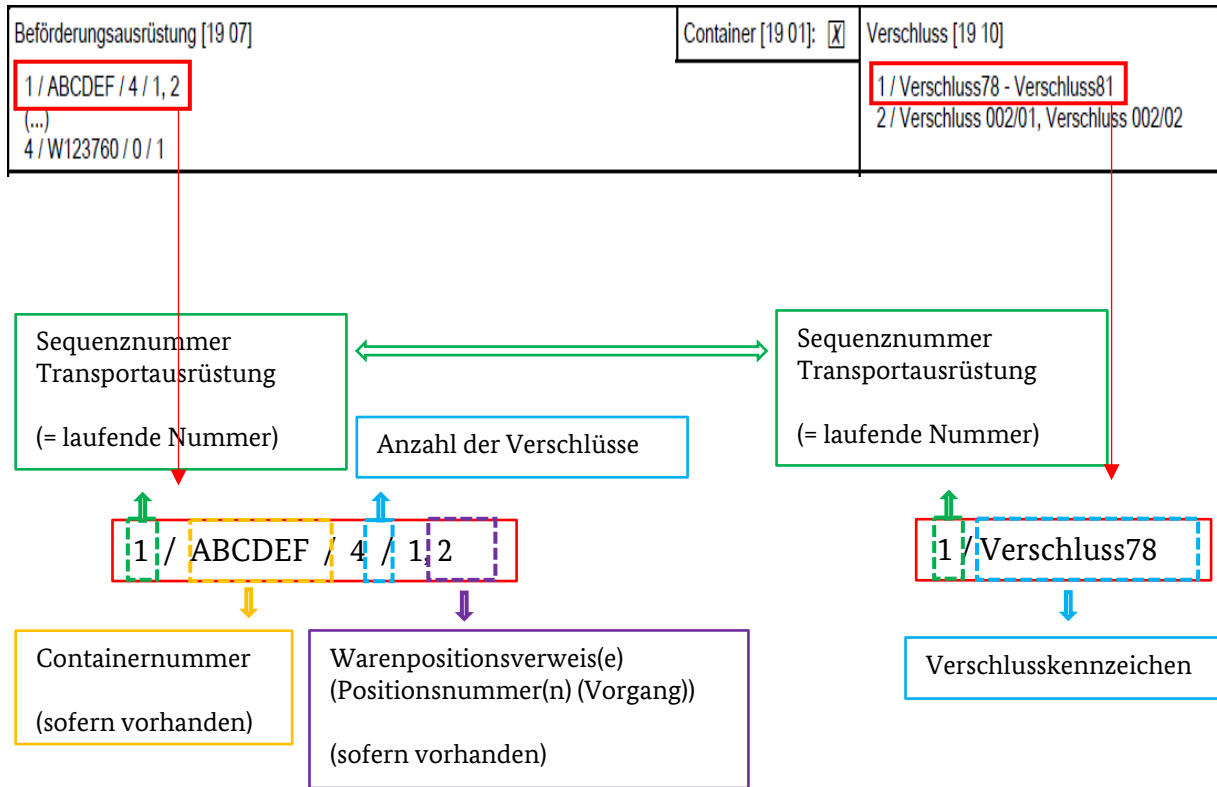 Beförderungsausrüstung [19 07]
Container [19 01]: X
Verschluss [19 10]
1 / ABCDEF / 4 / 1, 2
(...)
4 / W123760 / 0 / 1
1 / Verschluss78 - Verschluss81
2 / Verschluss 002/01, Verschluss 002/02
Sequenznummer
Transportausrüstung
(= laufende Nummer)
Anzahl der Verschlüsse
Sequenznummer
Transportausrüstung
(= laufende Nummer)
1 / ABCDEF / 4 / 1, 2
1 / Verschluss78
Containernummer
(sofern vorhanden)
Warenpositionsverweis(e)
(Positionsnummer(n) (Vorgang))
(sofern vorhanden)
Verschlusskennzeichen